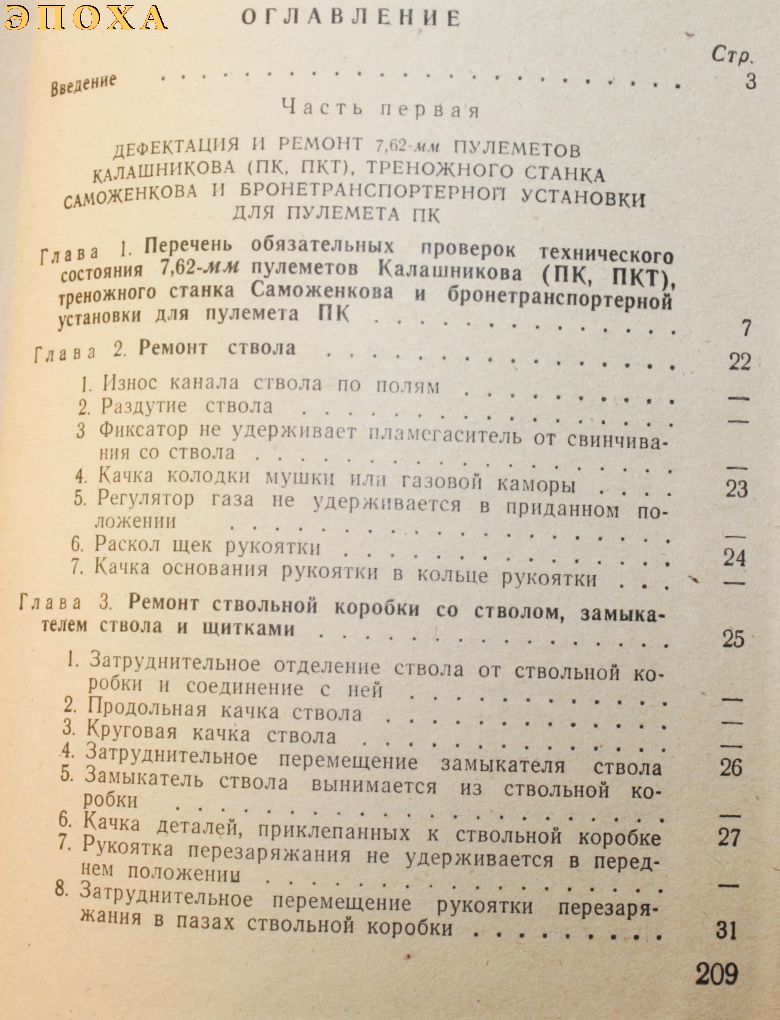 ЭПОХА
ОГЛАВЛЕНИЕ
Стр.
Введение . . . . . . . . . . . . . . . . . . . . . . . 3
Часть первая
ДЕФЕКТАЦИЯ И РЕМОНТ 7,62-мм ПУЛЕМЕТОВ
КАЛАШНИКОВА (ПК, ПКТ), ТРЕНОЖНОГО СТАНКА
САМОЖЕНКОВА И БРОНЕТРАНСПОРТЕРНОЙ УСТАНОВКИ
ДЛЯ ПУЛЕМЕТА ПК
Глава 1. Перечень обязательных проверок технического
состояния 7,62-мм пулеметов Калашникова (ПК, ПКТ),
треножного станка Саможенкова и бронетранспортерной
установки для пулемета ПК . . . . . . . . . . . . . 7
Глава 2. Ремонт ствола . . . . . . . . . . . . . . . 22
1. Износ канала ствола по полям . . . . . . . . . —
2. Раздутие ствола . . . . . . . . . . . . . . . —
3 Фиксатор не удерживает пламегаситель от свинчива-
ния со ствола . . . . . . . . . . . . . . . . . —
4. Качка колодки мушки или газовой каморы . . . . 23
5. Регулятор газа не удерживается в приданном по-
ложении . . . . . . . . . . . . . . . . . . . —
6. Раскол щек рукоятки . . . . . . . . . . . . . 24
7. Качка основания рукоятки в кольце рукоятки . . . —
Глава 3. Ремонт ствольной коробки со стволом, замыка-
телем ствола и щитками . . . . . . . . . . . . . . 25
1. Затруднительное отделение ствола от ствольной ко-
робки и соединение с ней . . . . . . . . . . . —
2. Продольная качка ствола . . . . . . . . . . . —
3. Круговая качка ствола . . . . . . . . . . . . —
4. Затруднительное перемещение замыкателя ствола 26
5. Замыкатель ствола вынимается из ствольной ко-
робки . . . . . . . . . . . . . . . . . . . . —
6. Качка деталей, приклепанных к ствольной коробке 27
7. Рукоятка перезаряжания не удерживается в перед-
нем положении . . . . . . . . . . . . . . . . —
8. Затруднительное перемещение рукоятки перезаря-
жания в пазах ствольной коробки . . . . . . . . . 31
209